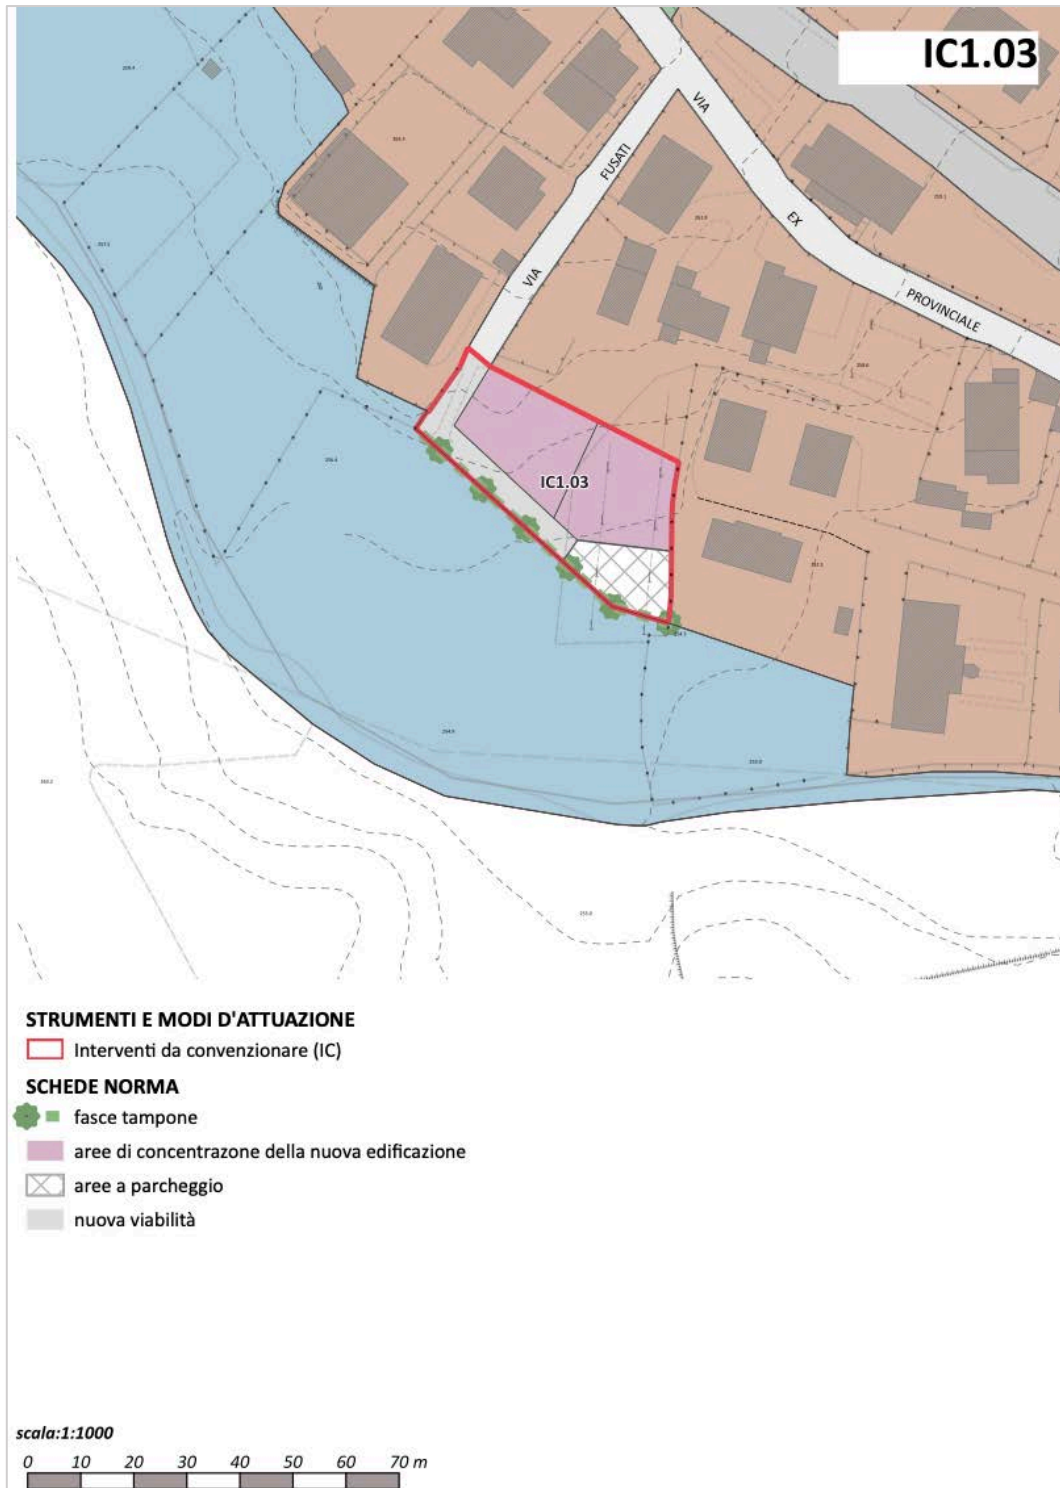 IC1.03
VIA
FUSATI
VIA
EX
PROVINCIALE
IC1.03
STRUMENTI E MODI D'ATTUAZIONE
Interventi da convenzionare (IC)
SCHEDE NORMA
fasce tampone
aree di concentrazone della nuova edificazione
aree a parcheggio
nuova viabilità
scala:1:1000
0 10 20 30 40 50 60 70 m